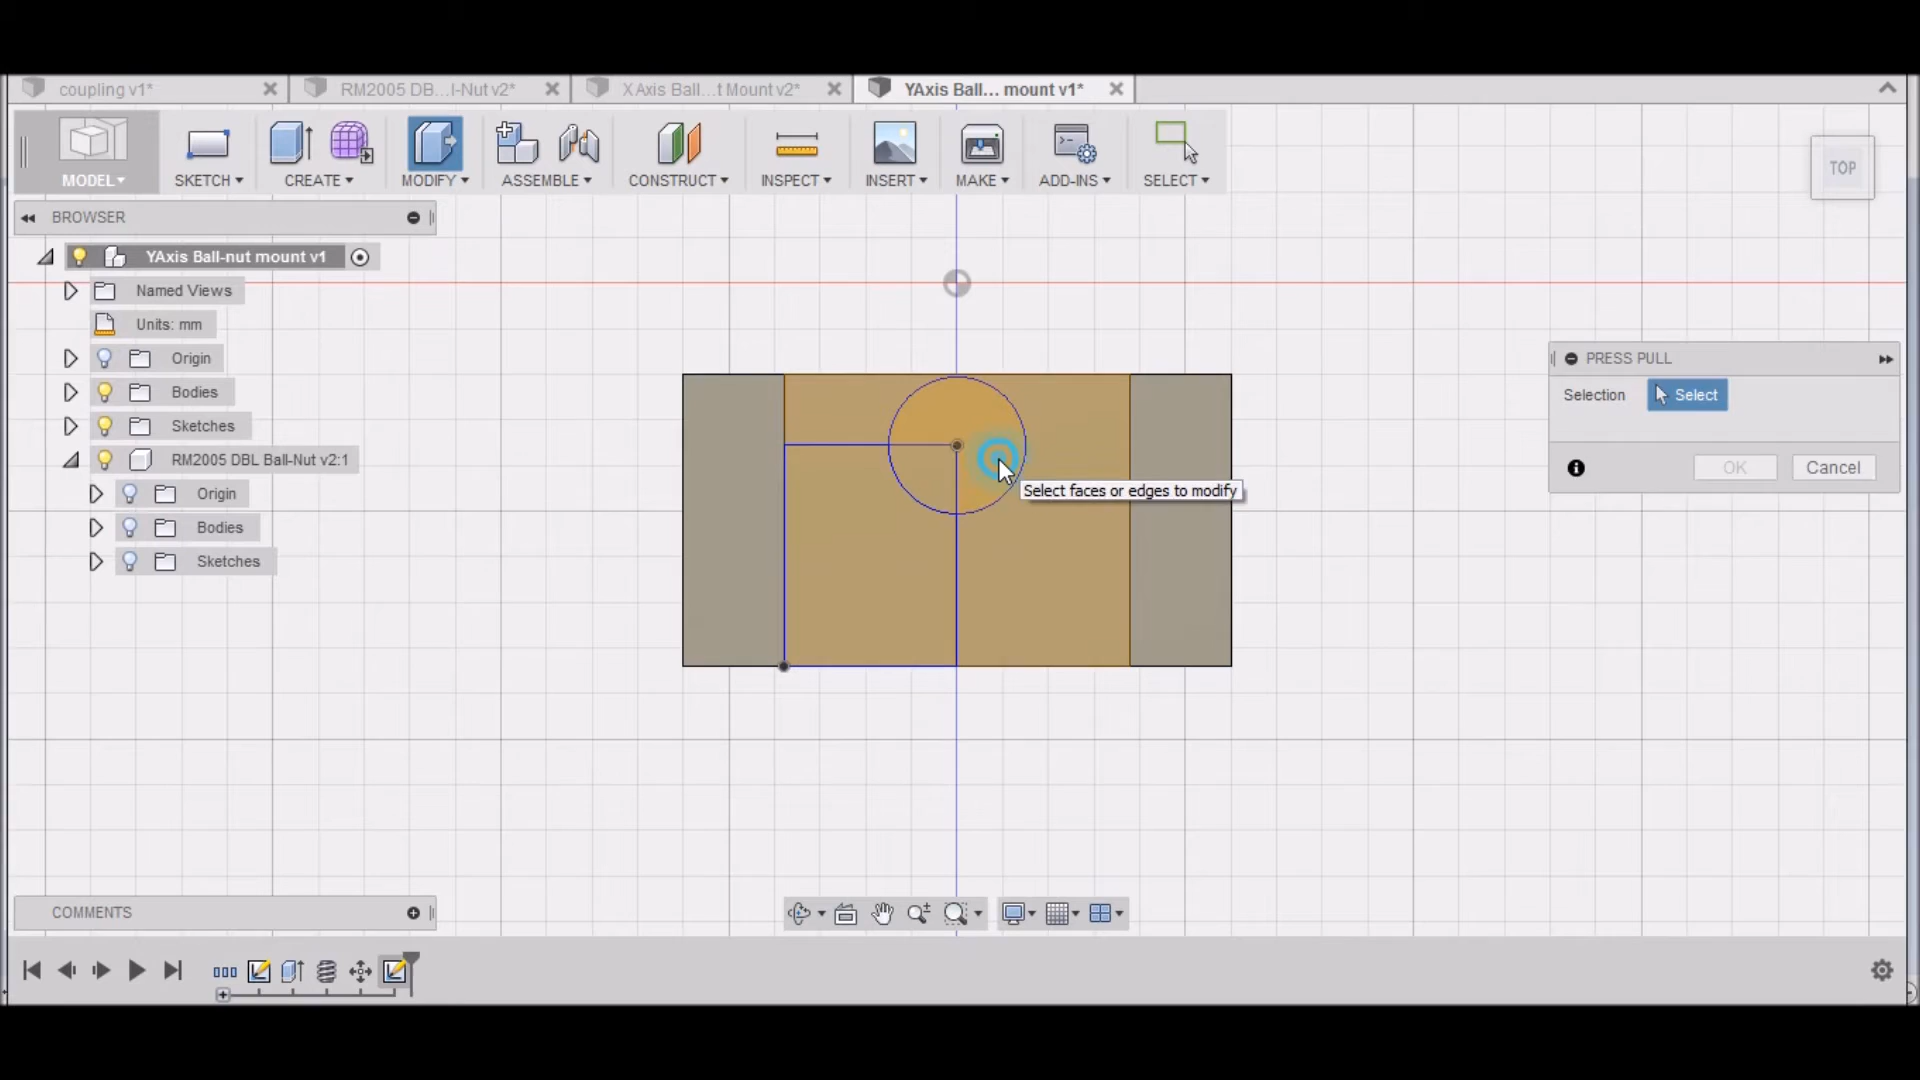 coupling v1*
RM2005 DB...l-Nut v2*
XAxis Ball...t Mount v2*
YAxis Ball... mount v1*
MODEL
SKETCH
CREATE
MODIFY
ASSEMBLE
CONSTRUCT
INSPECT
INSERT
MAKE
ADD-INS
SELECT
TOP
BROWSER
YAxis Ball-nut mount v1
Named Views
Units: mm
Origin
Bodies
Sketches
RM2005 DBL Ball-Nut v2:1
Origin
Bodies
Sketches
PRESS PULL
Selection Select
OK Cancel
Select faces or edges to modify
COMMENTS